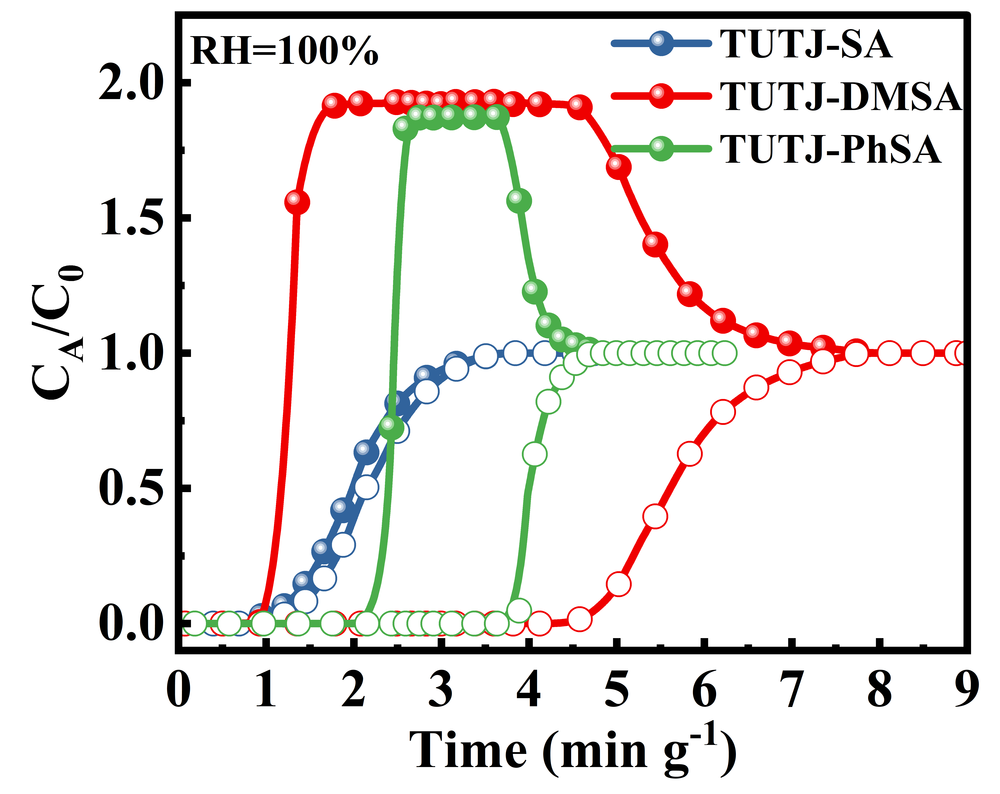 RH=100%
TUTJ-SA
TUTJ-DMSA
TUTJ-PhSA
2.0
1.5
1.0
0.5
0.0
C_A/C_0
0 1 2 3 4 5 6 7 8 9
Time (min g^-1)